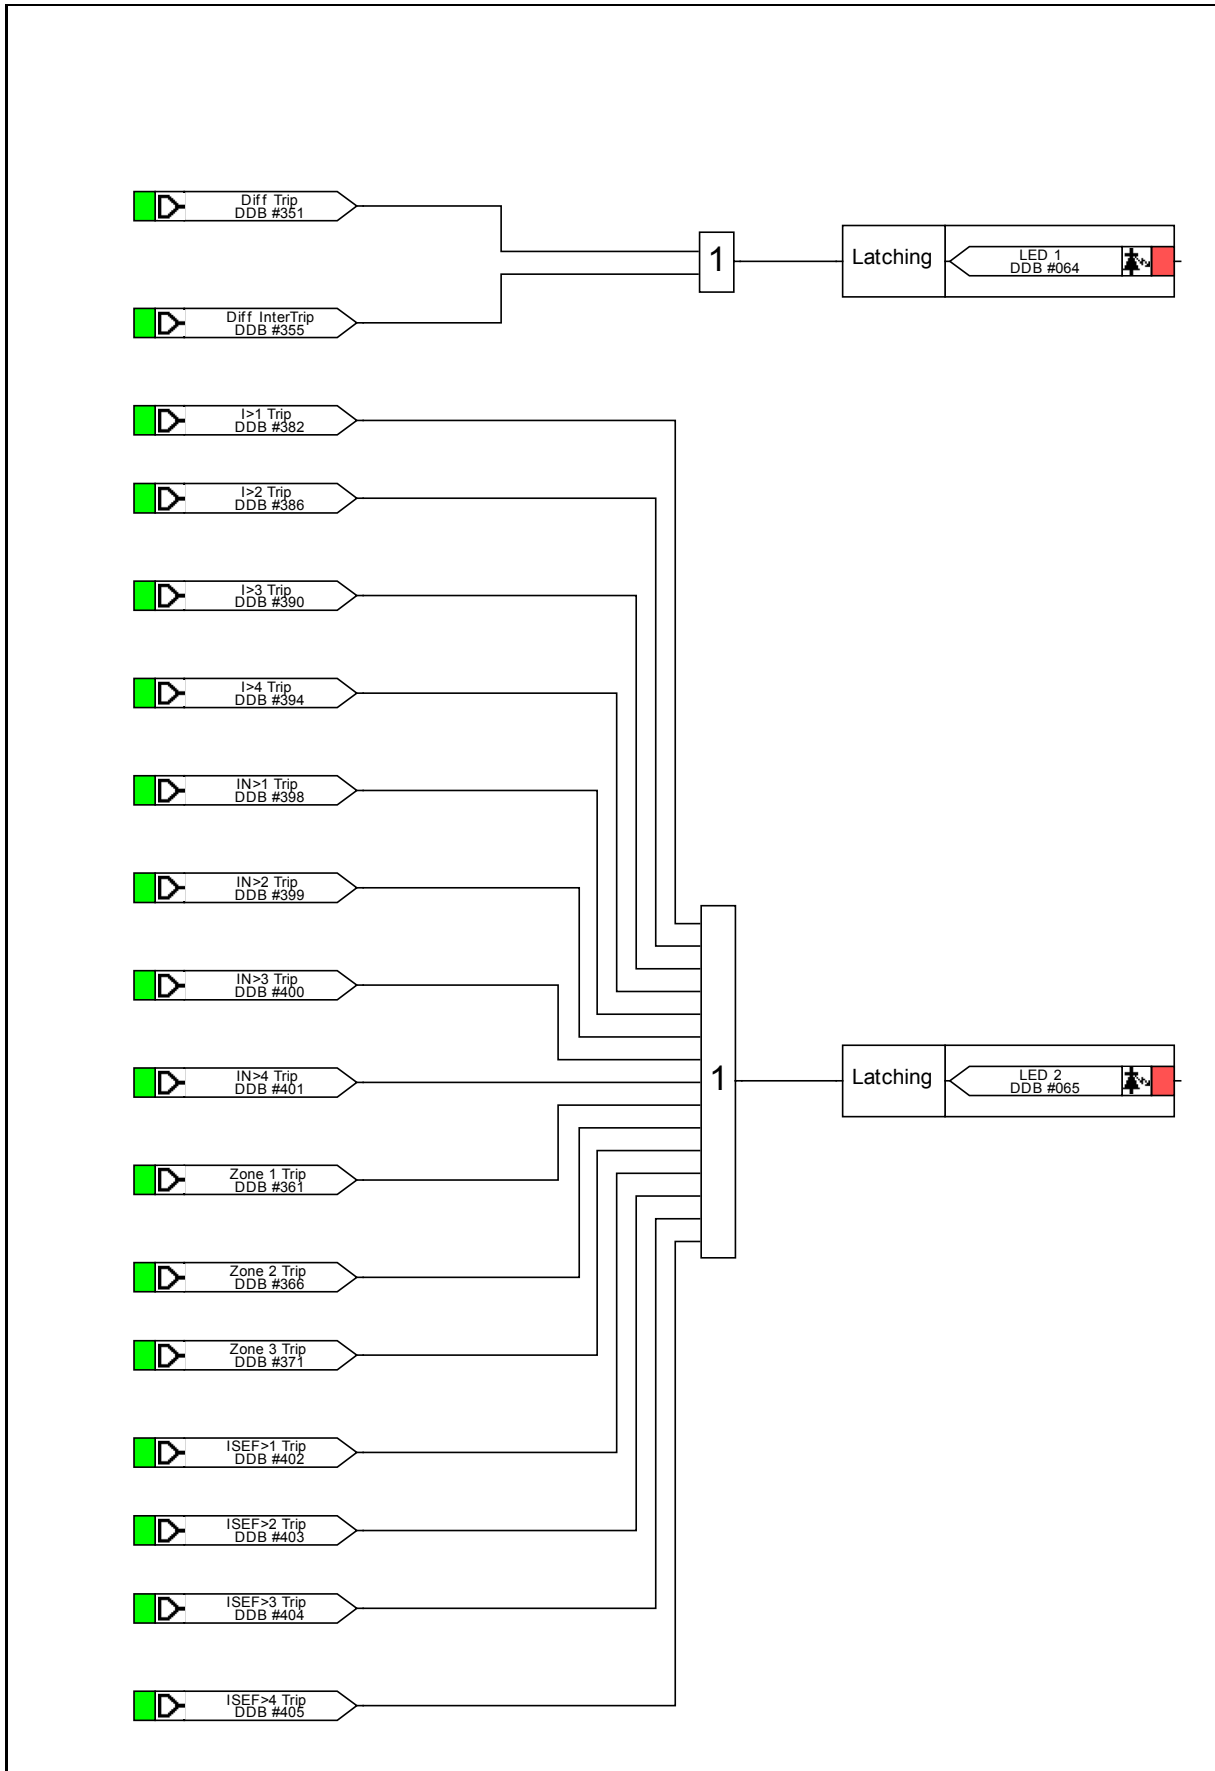 Diff Trip
DDB #351
1
Latching
LED 1
DDB #064
Diff InterTrip
DDB #355
I>1 Trip
DDB #382
I>2 Trip
DDB #386
I>3 Trip
DDB #390
I>4 Trip
DDB #394
IN>1 Trip
DDB #398
IN>2 Trip
DDB #399
IN>3 Trip
DDB #400
IN>4 Trip
DDB #401
1
Latching
LED 2
DDB #065
Zone 1 Trip
DDB #361
Zone 2 Trip
DDB #366
Zone 3 Trip
DDB #371
ISEF>1 Trip
DDB #402
ISEF>2 Trip
DDB #403
ISEF>3 Trip
DDB #404
ISEF>4 Trip
DDB #405